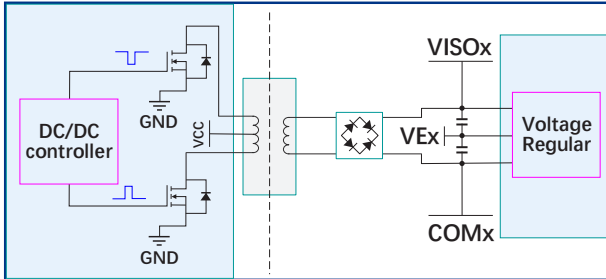 VISOx
GND
DC/DC
controller
VCC
VEx
Voltage
Regular
COMx
GND